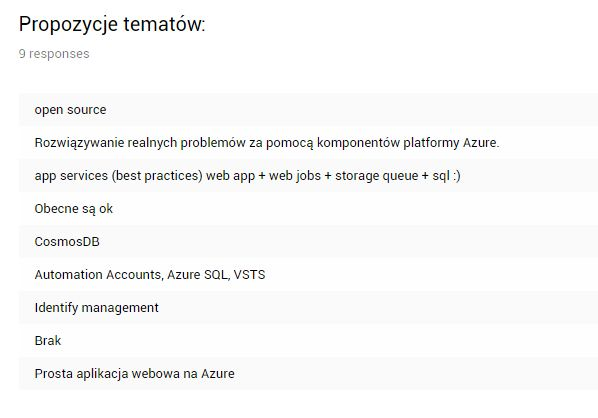 Propozycje tematów:
9 responses
open source
Rozwiązywanie realnych problemów za pomocą komponentów platformy Azure.
app services (best practices) web app + web jobs + storage queue + sql :)
Obecne są ok
CosmosDB
Automation Accounts, Azure SQL, VSTS
Identify management
Brak
Prosta aplikacja webowa na Azure